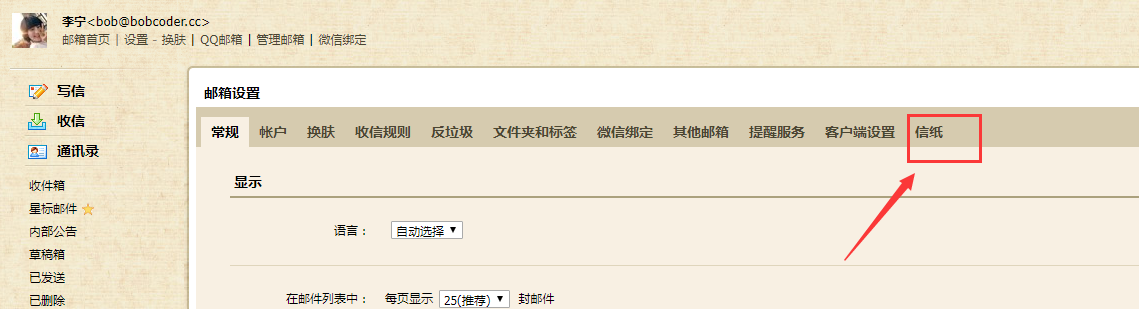 李宁<bob@bobcoder.cc>
邮箱首页 | 设置 - 换肤 | QQ邮箱 | 管理邮箱 | 微信绑定
写信
收信
通讯录
收件箱
星标邮件
内部公告
草稿箱
已发送
已删除
邮箱设置
常规 帐户 换肤 收信规则 反垃圾 文件夹和标签 微信绑定 其他邮箱 提醒服务 客户端设置 信纸
显示
语言： 自动选择
在邮件列表中： 每页显示 25(推荐) 封邮件